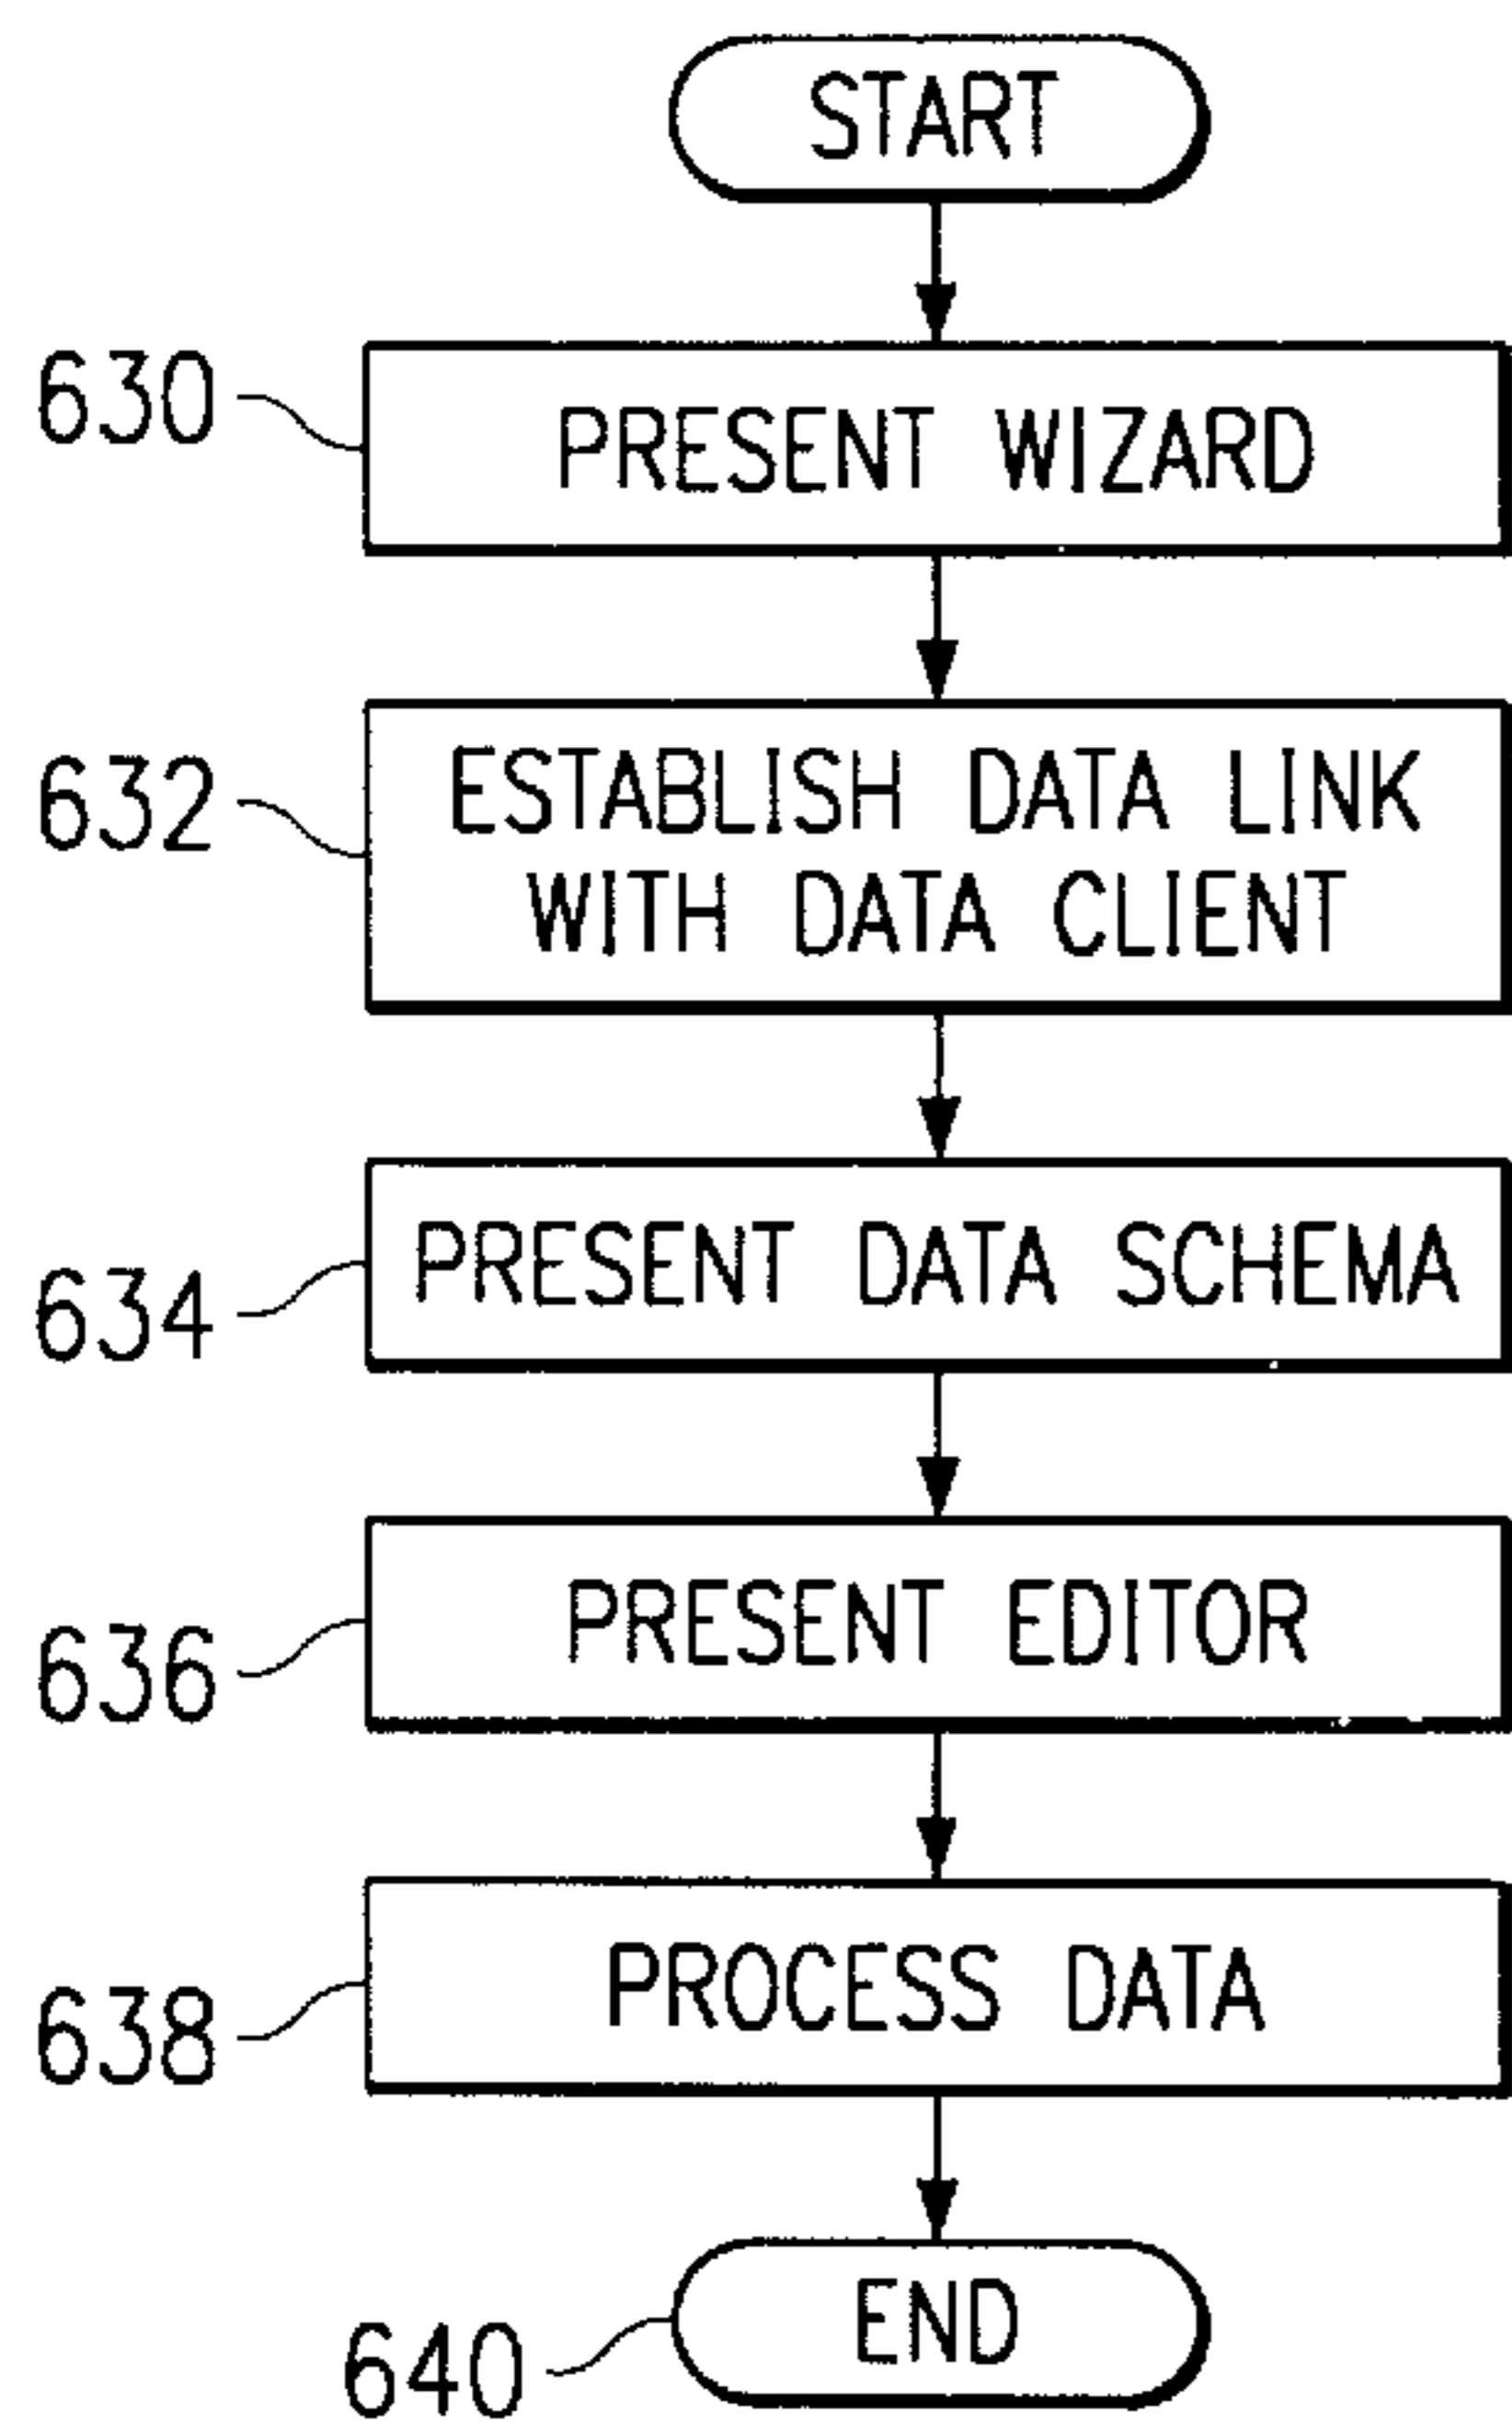 START
630
PRESENT WIZARD
632
ESTABLISH DATA LINK
WITH DATA CLIENT
634
PRESENT DATA SCHEMA
636
PRESENT EDITOR
638
PROCESS DATA
640
END